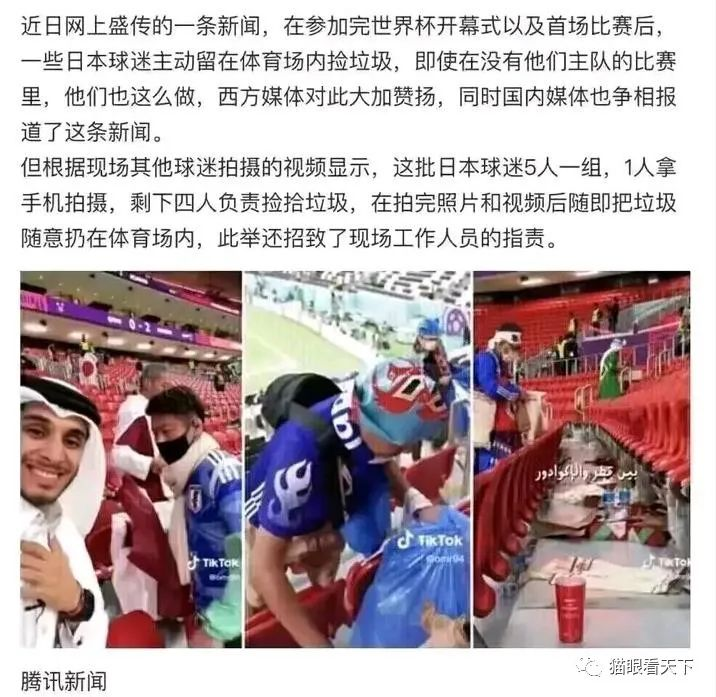 近日网上盛传的一条新闻，在参加完世界杯开幕式以及首场比赛后，
一些日本球迷主动留在体育场内捡垃圾，即使在没有他们主队的比赛
里，他们也这么做，西方媒体对此大加赞扬，同时国内媒体也争相报
道了这条新闻。
但根据现场其他球迷拍摄的视频显示，这批日本球迷5人一组，1人拿
手机拍摄，剩下四人负责捡拾垃圾，在拍完照片和视频后随即把垃圾
随意扔在体育场内，此举还招致了现场工作人员的指责。
0 - 2
TikTok
TikTok
@omr94
بين قطر والإكوادور
TikTok
腾讯新闻
猫眼看天下